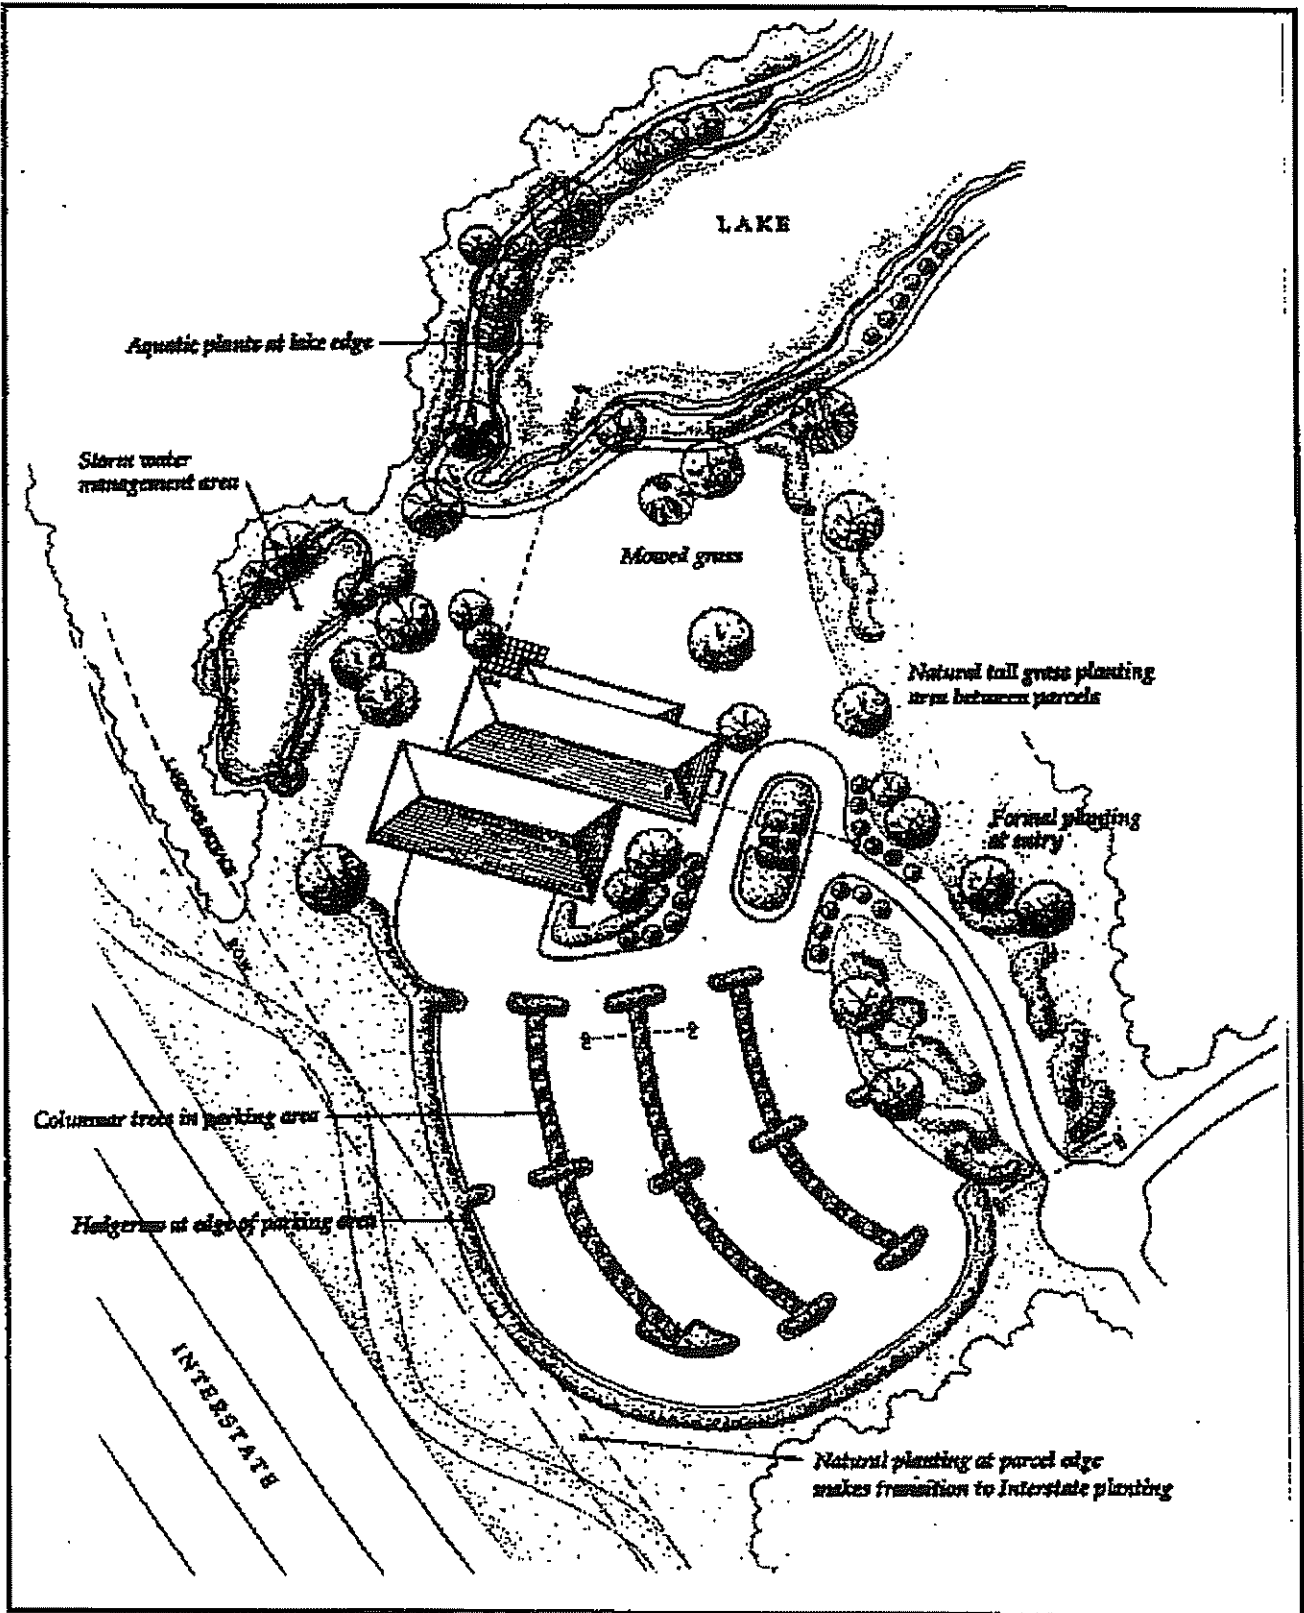 LAKE
Aquatic plants at lake edge
Storm water
management area
Mowed grass
Natural tall grass planting
area between parcels
Formal planting
at entry
ROW
Columnar trees in parking area
Hedgerow at edge of parking area
INTERSTATE
Natural planting at parcel edge
makes transition to Interstate planting